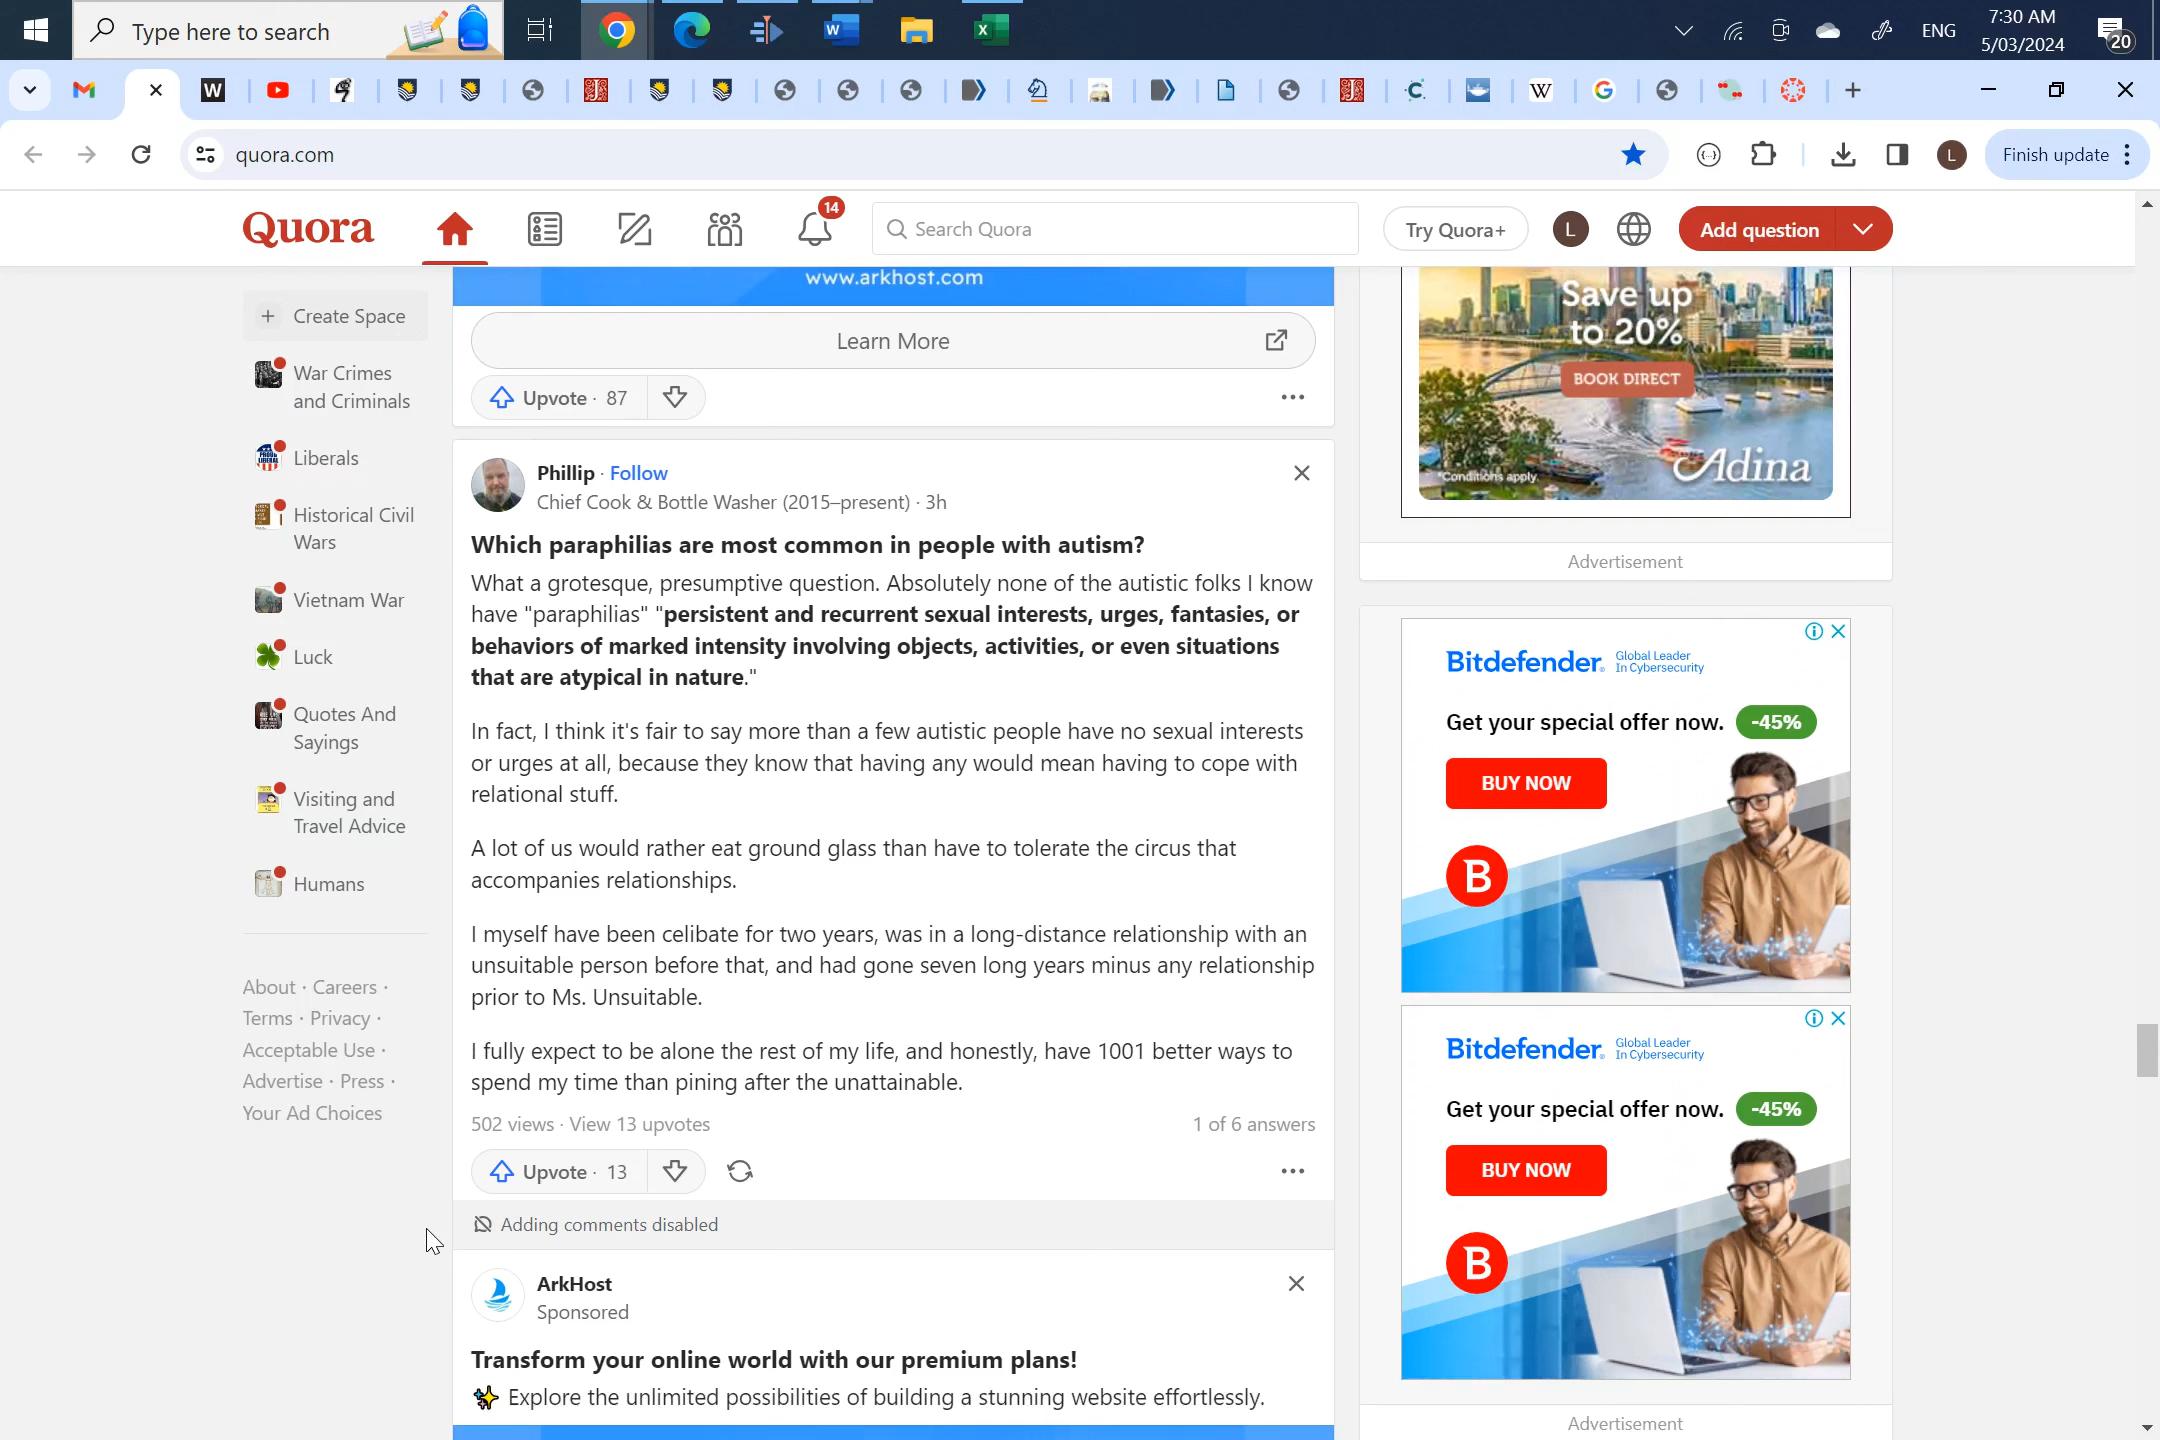 Type here to search
W
ENG
7:30 AM
5/03/2024
20
W
C
W
G
quora.com
L
Finish update
Quora
14
Search Quora
Try Quora+
L
Add question
Create Space
War Crimes
and Criminals
Liberals
Historical Civil
Wars
Vietnam War
Luck
Quotes And
Sayings
Visiting and
Travel Advice
Humans
About · Careers ·
Terms · Privacy ·
Acceptable Use ·
Advertise · Press ·
Your Ad Choices
www.arkhost.com
Learn More
Upvote · 87
Phillip · Follow
Chief Cook & Bottle Washer (2015–present) · 3h
Which paraphilias are most common in people with autism?
What a grotesque, presumptive question. Absolutely none of the autistic folks I know
have "paraphilias" "persistent and recurrent sexual interests, urges, fantasies, or
behaviors of marked intensity involving objects, activities, or even situations
that are atypical in nature."
In fact, I think it's fair to say more than a few autistic people have no sexual interests
or urges at all, because they know that having any would mean having to cope with
relational stuff.
A lot of us would rather eat ground glass than have to tolerate the circus that
accompanies relationships.
I myself have been celibate for two years, was in a long-distance relationship with an
unsuitable person before that, and had gone seven long years minus any relationship
prior to Ms. Unsuitable.
I fully expect to be alone the rest of my life, and honestly, have 1001 better ways to
spend my time than pining after the unattainable.
502 views · View 13 upvotes
1 of 6 answers
Upvote · 13
Adding comments disabled
ArkHost
Sponsored
Transform your online world with our premium plans!
Explore the unlimited possibilities of building a stunning website effortlessly.
Save up
to 20%
BOOK DIRECT
*Conditions apply.
Adina
Advertisement
Bitdefender. Global Leader
In Cybersecurity
Get your special offer now. -45%
BUY NOW
B
Bitdefender. Global Leader
In Cybersecurity
Get your special offer now. -45%
BUY NOW
B
Advertisement